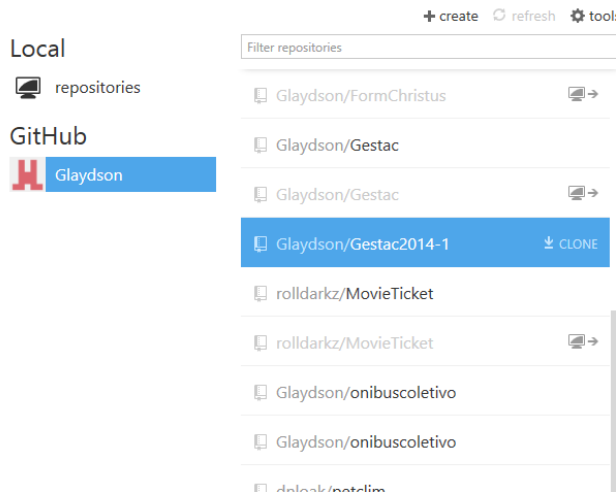 create refresh tools
Local
repositories
GitHub
Glaydson
Filter repositories
Glaydson/FormChristus
Glaydson/Gestac
Glaydson/Gestac
Glaydson/Gestac2014-1 CLONE
rolldarkz/MovieTicket
rolldarkz/MovieTicket
Glaydson/onibuscoletivo
Glaydson/onibuscoletivo